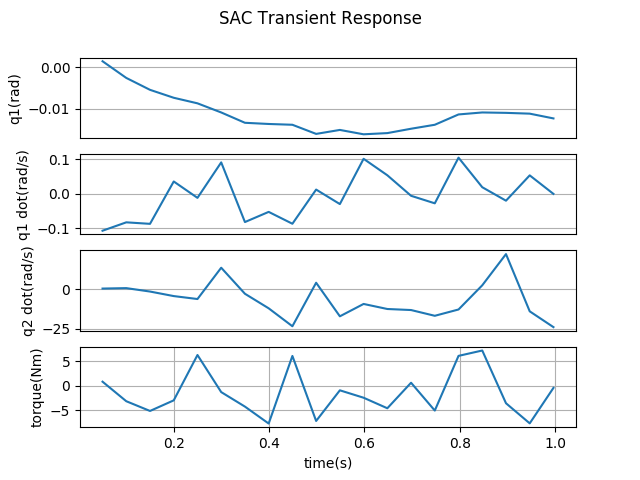 SAC Transient Response
q1(rad)
0.00
−0.01
q1 dot(rad/s)
0.1
0.0
−0.1
q2 dot(rad/s)
0
−25
torque(Nm)
5
0
−5
0.2 0.4 0.6 0.8 1.0
time(s)